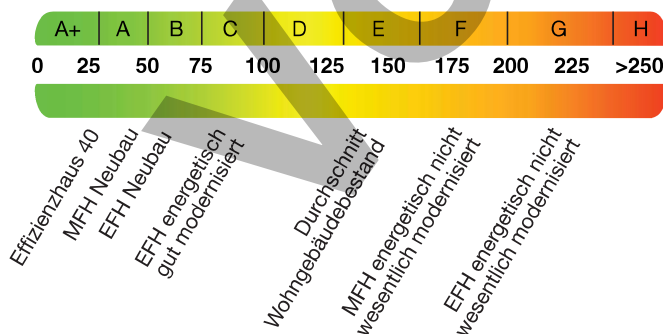 A+ A B C D E F G H
0 25 50 75 100 125 150 175 200 225 >250
Effizienzhaus 40
MFH Neubau
EFH Neubau
EFH energetisch
gut modernisiert
Durchschnitt
Wohngebäudebestand
MFH energetisch nicht
wesentlich modernisiert
EFH energetisch nicht
wesentlich modernisiert